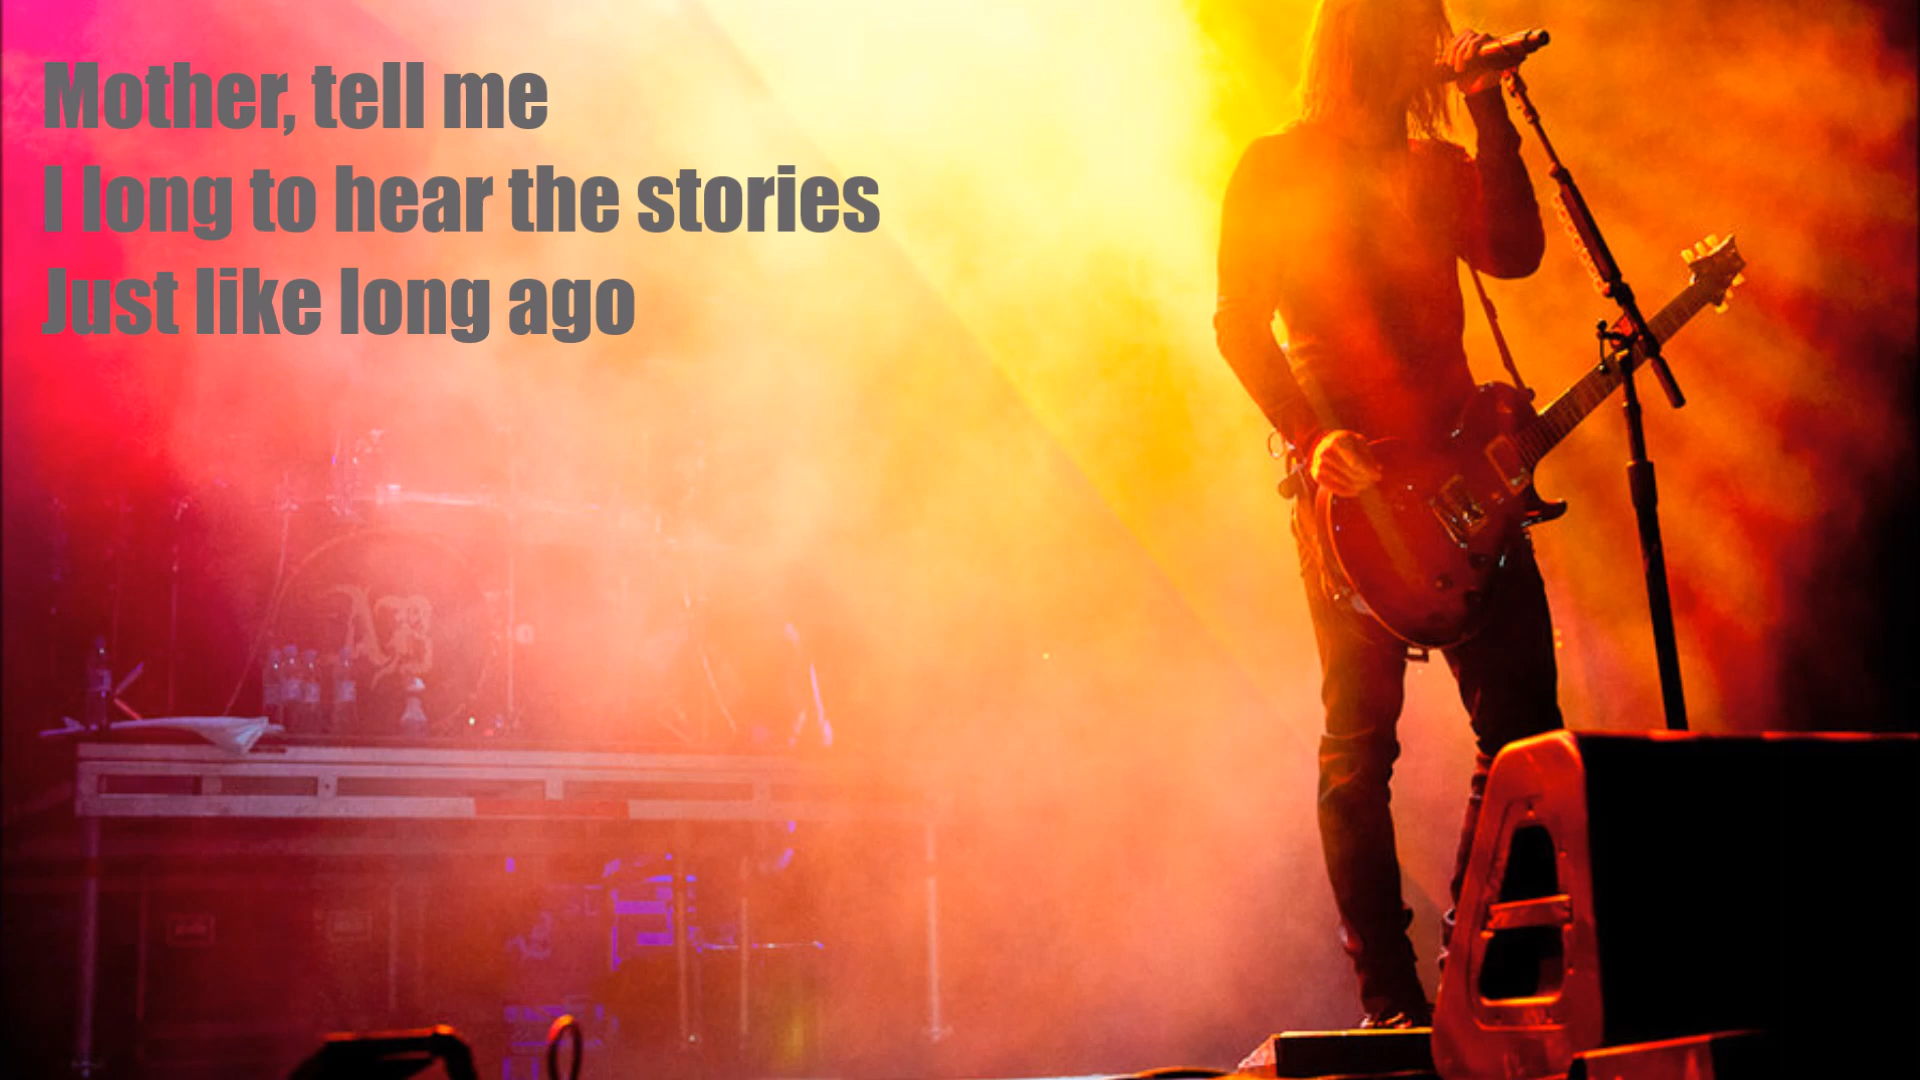 Mother, tell me
I long to hear the stories
Just like long ago